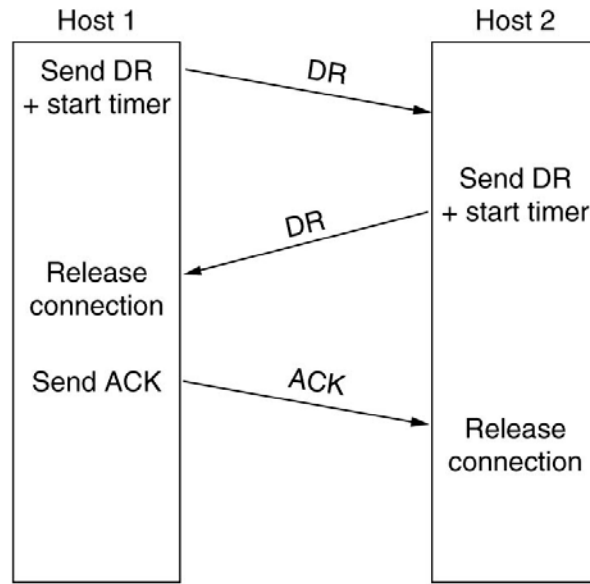 Host 1
Host 2
Send DR
+ start timer
DR
Send DR
+ start timer
DR
Release
connection
Send ACK
ACK
Release
connection